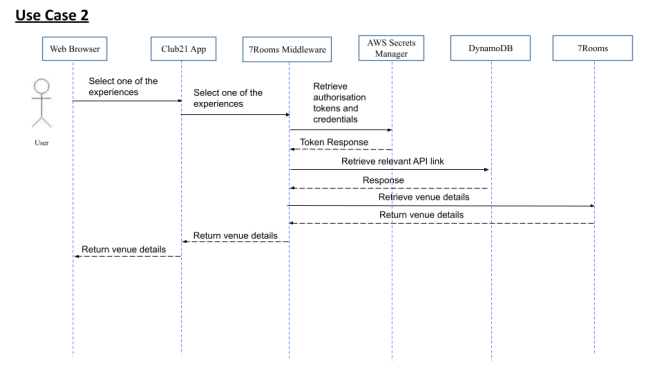 Use Case 2
Web Browser
Club21 App
7Rooms Middleware
AWS Secrets
Manager
DynamoDB
7Rooms
User
Select one of the
experiences
Select one of the
experiences
Retrieve
authorisation
tokens and
credentials
Token Response
Retrieve relevant API link
Response
Retrieve venue details
Return venue details
Return venue details
Return venue details